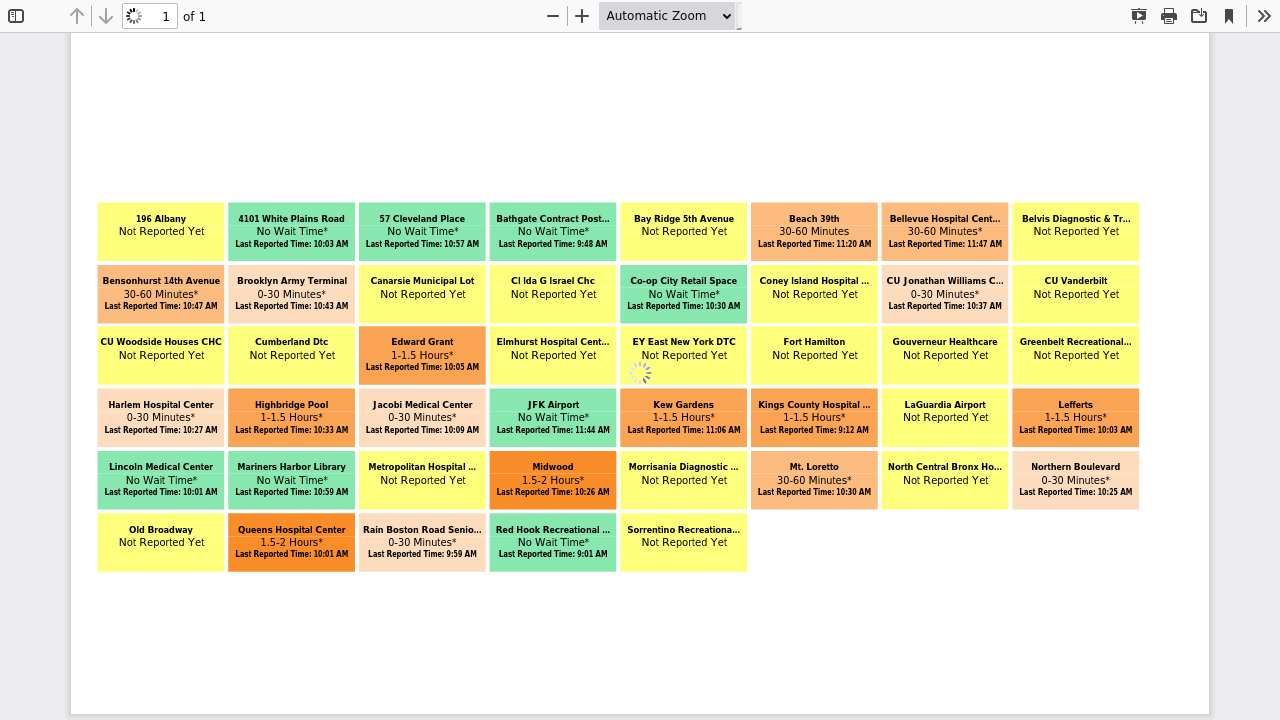 1 of 1 Automatic Zoom
196 Albany
Not Reported Yet
4101 White Plains Road
No Wait Time*
Last Reported Time: 10:03 AM
57 Cleveland Place
No Wait Time*
Last Reported Time: 10:57 AM
Bathgate Contract Post...
No Wait Time*
Last Reported Time: 9:48 AM
Bay Ridge 5th Avenue
Not Reported Yet
Beach 39th
30-60 Minutes
Last Reported Time: 11:20 AM
Bellevue Hospital Cent...
30-60 Minutes*
Last Reported Time: 11:47 AM
Belvis Diagnostic & Tr...
Not Reported Yet
Bensonhurst 14th Avenue
30-60 Minutes*
Last Reported Time: 10:47 AM
Brooklyn Army Terminal
0-30 Minutes*
Last Reported Time: 10:43 AM
Canarsie Municipal Lot
Not Reported Yet
CI Ida G Israel Chc
Not Reported Yet
Co-op City Retail Space
No Wait Time*
Last Reported Time: 10:30 AM
Coney Island Hospital ...
Not Reported Yet
CU Jonathan Williams C...
0-30 Minutes*
Last Reported Time: 10:37 AM
CU Vanderbilt
Not Reported Yet
CU Woodside Houses CHC
Not Reported Yet
Cumberland Dtc
Not Reported Yet
Edward Grant
1-1.5 Hours*
Last Reported Time: 10:05 AM
Elmhurst Hospital Cent...
Not Reported Yet
EY East New York DTC
Not Reported Yet
Fort Hamilton
Not Reported Yet
Gouverneur Healthcare
Not Reported Yet
Greenbelt Recreational...
Not Reported Yet
Harlem Hospital Center
0-30 Minutes*
Last Reported Time: 10:27 AM
Highbridge Pool
1-1.5 Hours*
Last Reported Time: 10:33 AM
Jacobi Medical Center
0-30 Minutes*
Last Reported Time: 10:09 AM
JFK Airport
No Wait Time*
Last Reported Time: 11:44 AM
Kew Gardens
1-1.5 Hours*
Last Reported Time: 11:06 AM
Kings County Hospital ...
1-1.5 Hours*
Last Reported Time: 9:12 AM
LaGuardia Airport
Not Reported Yet
Lefferts
1-1.5 Hours*
Last Reported Time: 10:03 AM
Lincoln Medical Center
No Wait Time*
Last Reported Time: 10:01 AM
Mariners Harbor Library
No Wait Time*
Last Reported Time: 10:59 AM
Metropolitan Hospital ...
Not Reported Yet
Midwood
1.5-2 Hours*
Last Reported Time: 10:26 AM
Morrisania Diagnostic ...
Not Reported Yet
Mt. Loretto
30-60 Minutes*
Last Reported Time: 10:30 AM
North Central Bronx Ho...
Not Reported Yet
Northern Boulevard
0-30 Minutes*
Last Reported Time: 10:25 AM
Old Broadway
Not Reported Yet
Queens Hospital Center
1.5-2 Hours*
Last Reported Time: 10:01 AM
Rain Boston Road Senio...
0-30 Minutes*
Last Reported Time: 9:59 AM
Red Hook Recreational ...
No Wait Time*
Last Reported Time: 9:01 AM
Sorrentino Recreationa...
Not Reported Yet